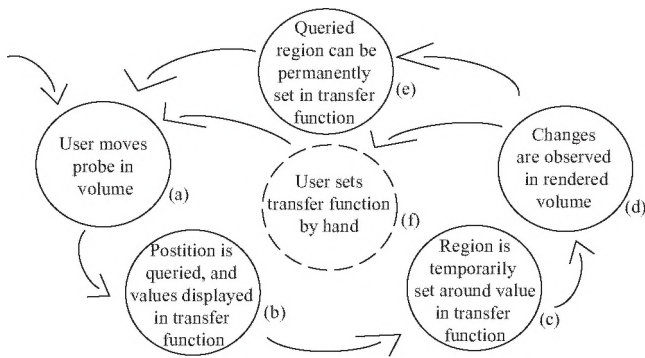 Queried
region can be
permanently
set in transfer
function
(e)
User moves
probe in
volume
(a)
User sets
transfer function
by hand
(f)
Changes
are observed
in rendered
volume
(d)
Postition is
queried, and
values displayed
in transfer
function
(b)
Region is
temporarily
set around value
in transfer
function
(c)